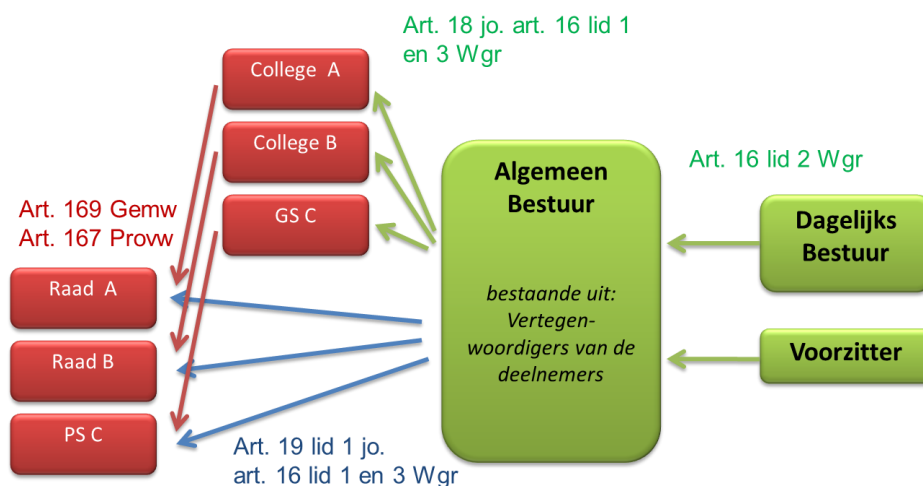 Art. 18 jo. art. 16 lid 1
en 3 Wgr
College A
College B
GS C
Art. 169 Gemw
Art. 167 Provw
Raad A
Raad B
PS C
Algemeen
Bestuur
bestaande uit:
Vertegen-
woordigers van de
deelnemers
Art. 16 lid 2 Wgr
Dagelijks
Bestuur
Voorzitter
Art. 19 lid 1 jo.
art. 16 lid 1 en 3 Wgr